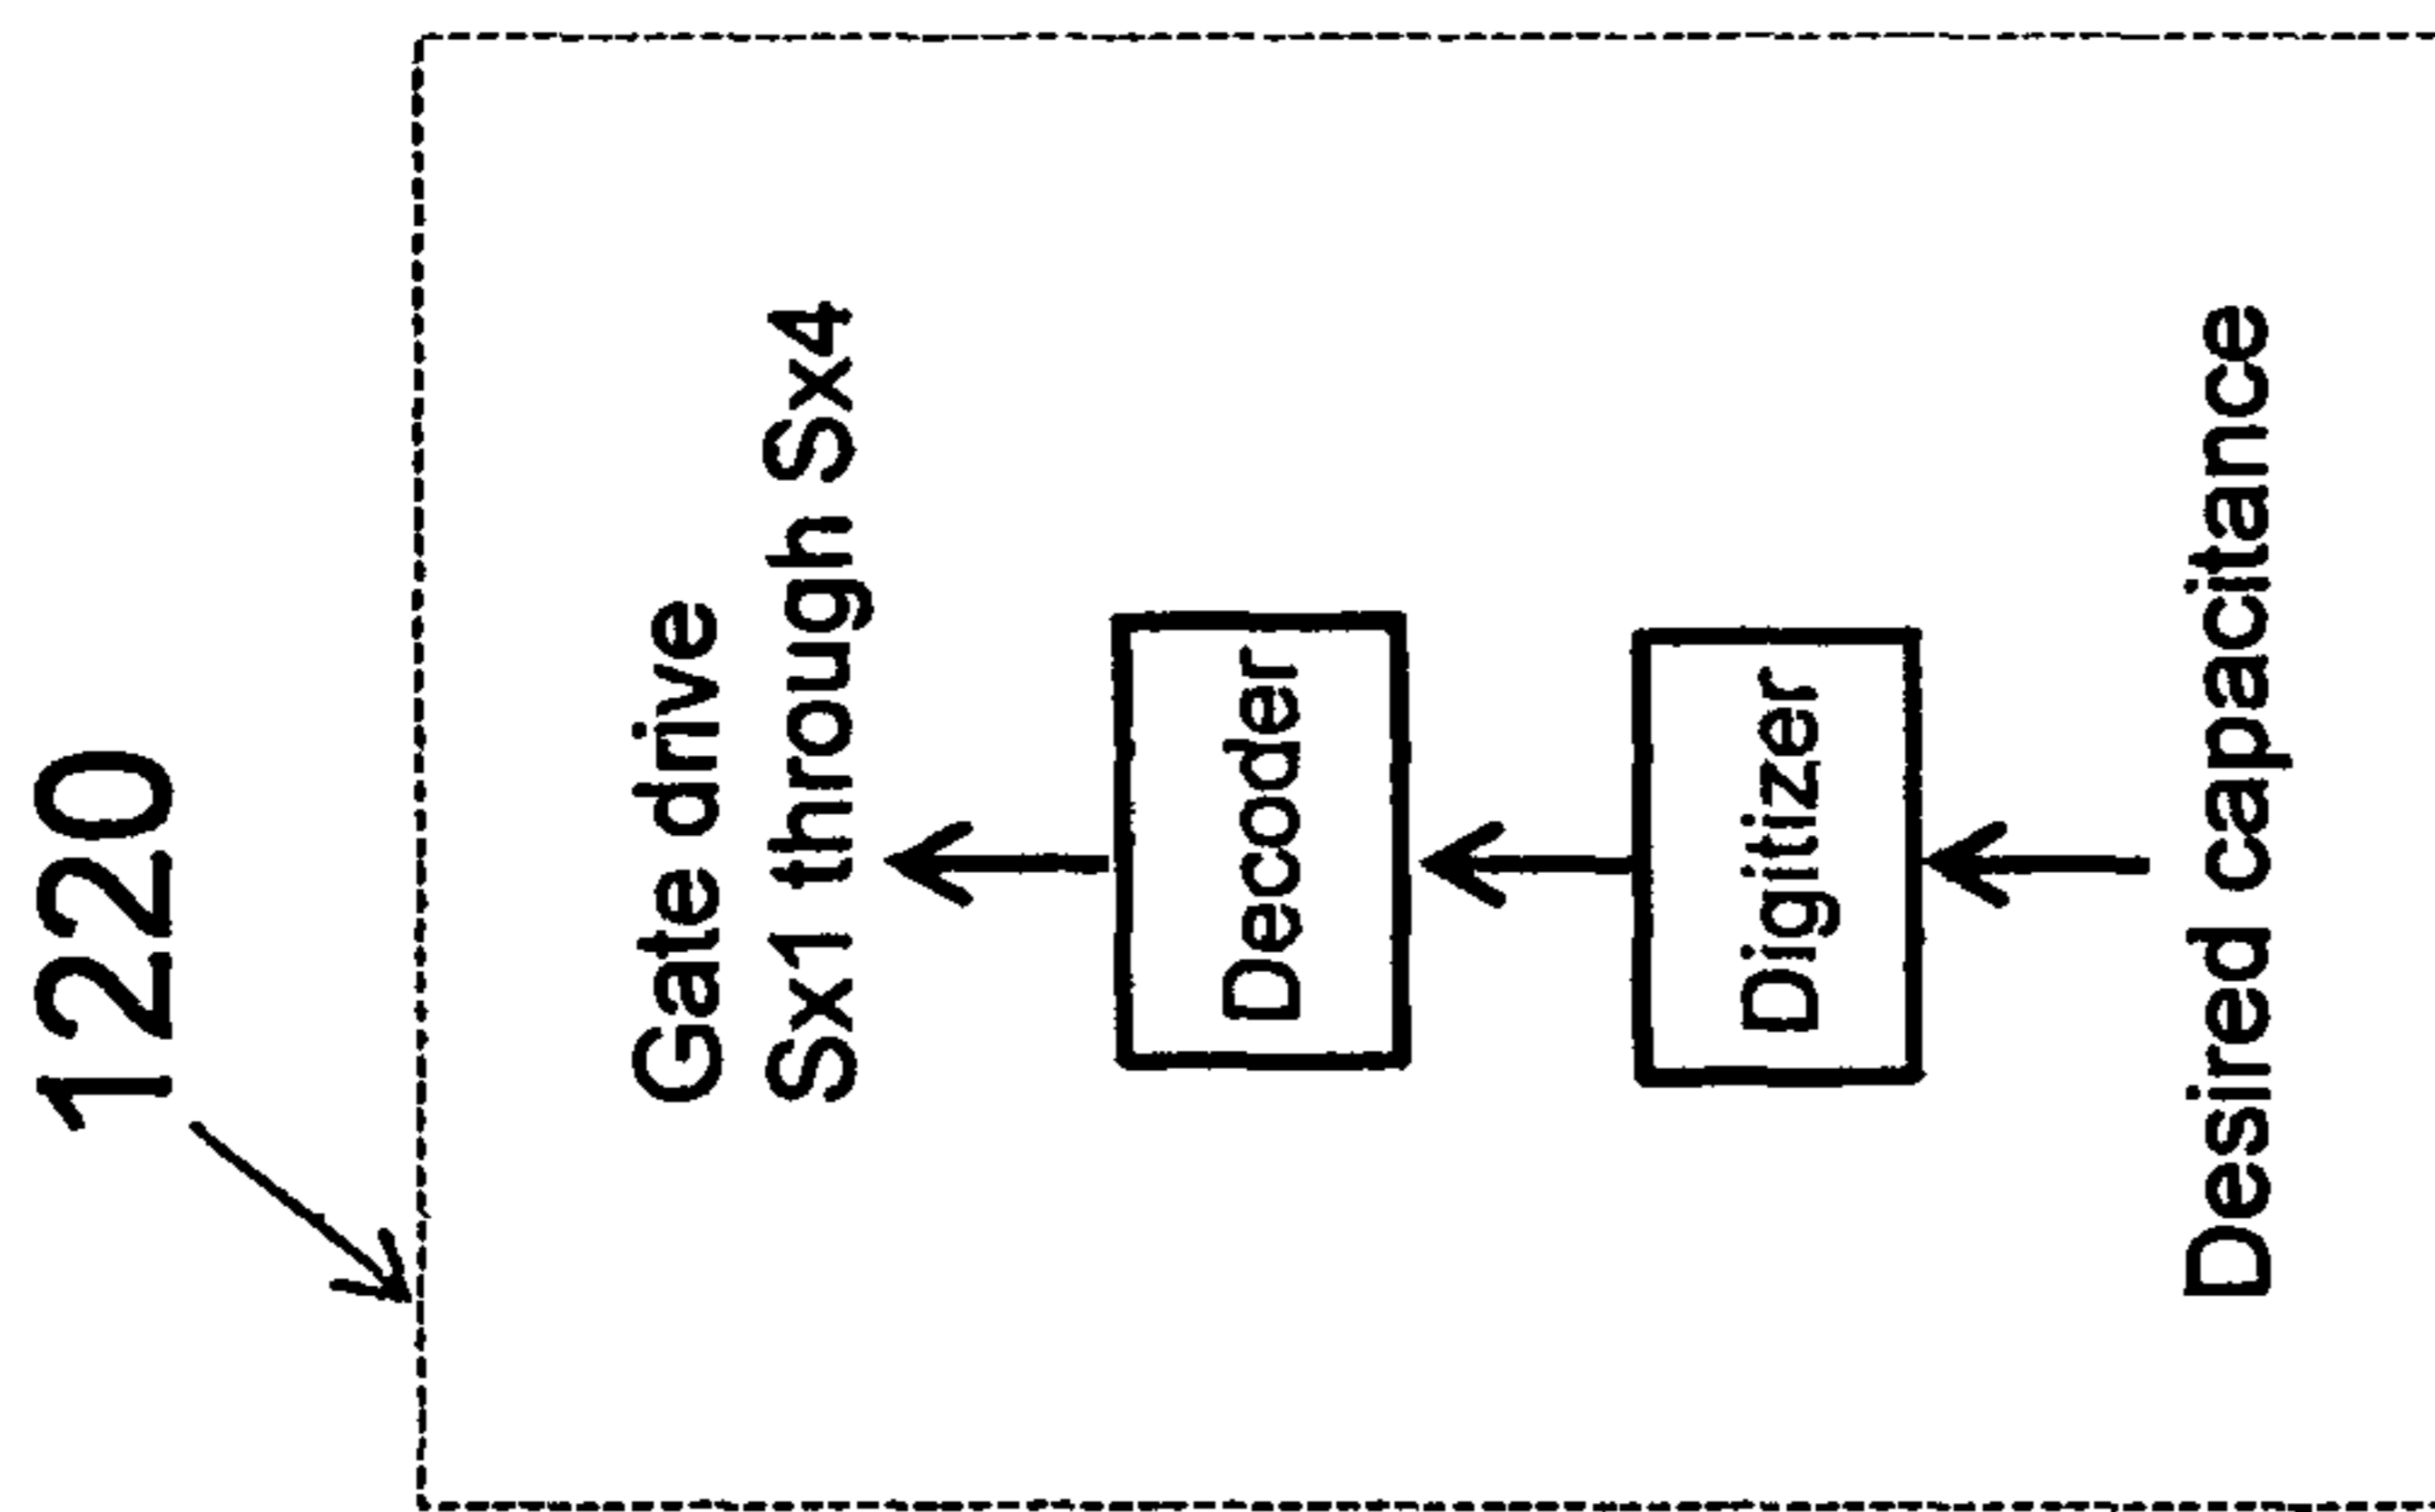 1220
Gate drive
Sx1 through Sx4
Decoder
Digitizer
Desired capacitance